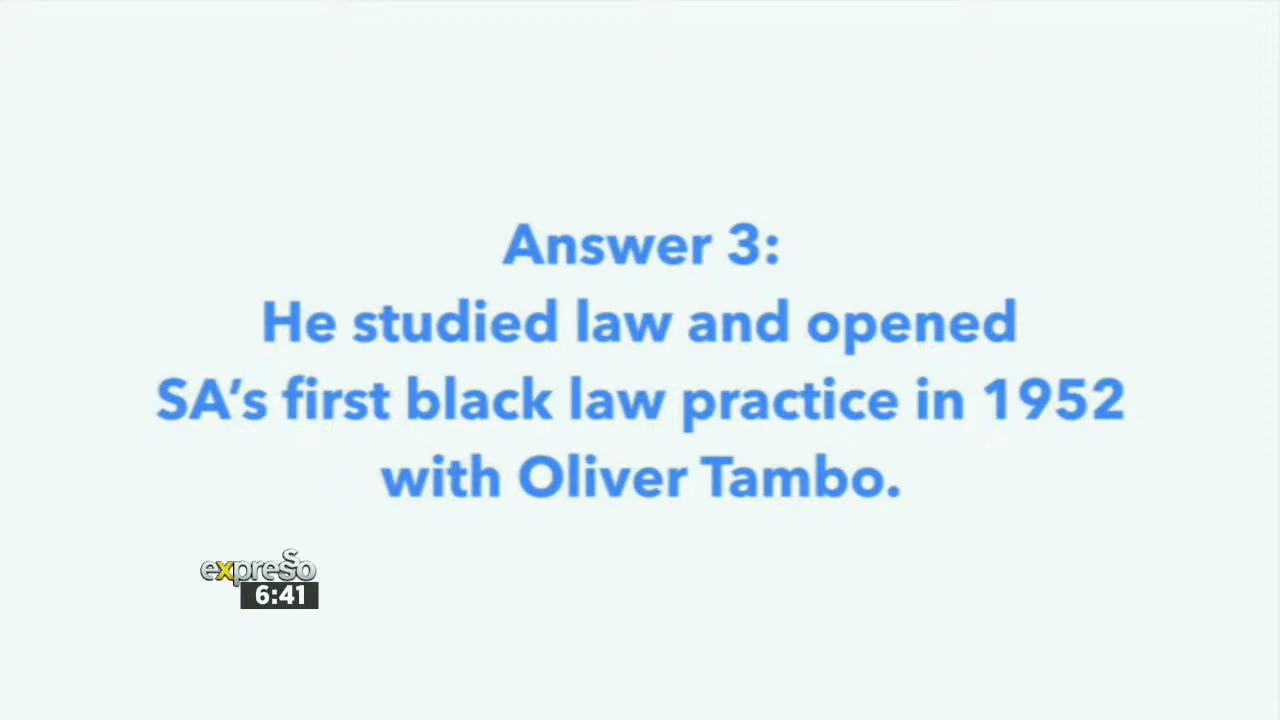 Answer 3:
He studied law and opened
SA's first black law practice in 1952
with Oliver Tambo.
expresso
6:41